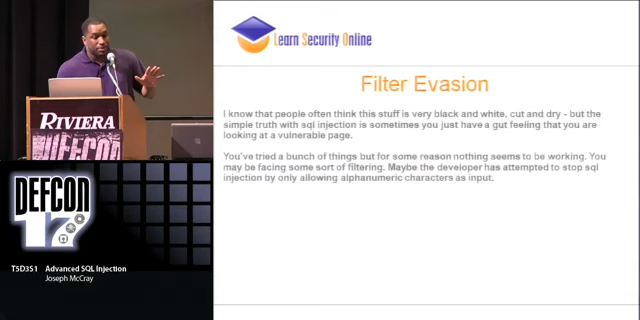 Learn Security Online
Filter Evasion
I know that people often think this stuff is very black and white, cut and dry - but the
simple truth with sql injection is sometimes you just have a gut feeling that you are
looking at a vulnerable page.
You've tried a bunch of things but for some reason nothing seems to be working. You
may be facing some sort of filtering. Maybe the developer has attempted to stop sql
injection by only allowing alphanumeric characters as input.
RIVIERA
DEFCON
DEFCON
17
T5D3S1 Advanced SQL Injection
Joseph McCray